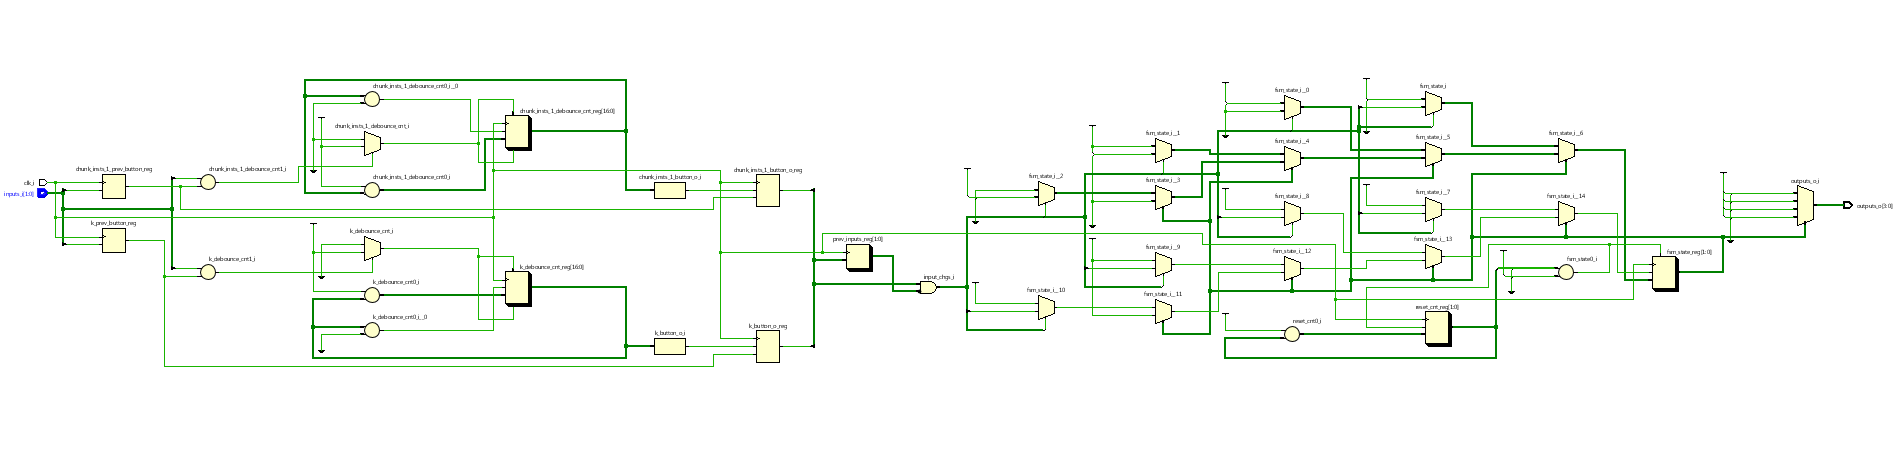 clk_i
inputs_i[1:0]
chunk_insts_1_prev_button_reg
k_prev_button_reg
chunk_insts_1_debounce_cnt1_i
k_debounce_cnt1_i
chunk_insts_1_debounce_cnt0_i__0
chunk_insts_1_debounce_cnt_i
chunk_insts_1_debounce_cnt0_i
k_debounce_cnt_i
k_debounce_cnt0_i
k_debounce_cnt0_i__0
chunk_insts_1_debounce_cnt_reg[16:0]
k_debounce_cnt_reg[16:0]
chunk_insts_1_button_o_i
k_button_o_i
chunk_insts_1_button_o_reg
k_button_o_reg
prev_inputs_reg[1:0]
input_chgs_i
fsm_state_i__2
fsm_state_i__10
fsm_state_i__1
fsm_state_i__3
fsm_state_i__9
fsm_state_i__11
fsm_state_i__0
fsm_state_i__4
fsm_state_i__8
fsm_state_i__12
reset_cnt0_i
fsm_state_i
fsm_state_i__5
fsm_state_i__7
fsm_state_i__13
reset_cnt_reg[1:0]
fsm_state_i__6
fsm_state_i__14
fsm_state0_i
fsm_state_reg[1:0]
outputs_o_i
outputs_o[3:0]